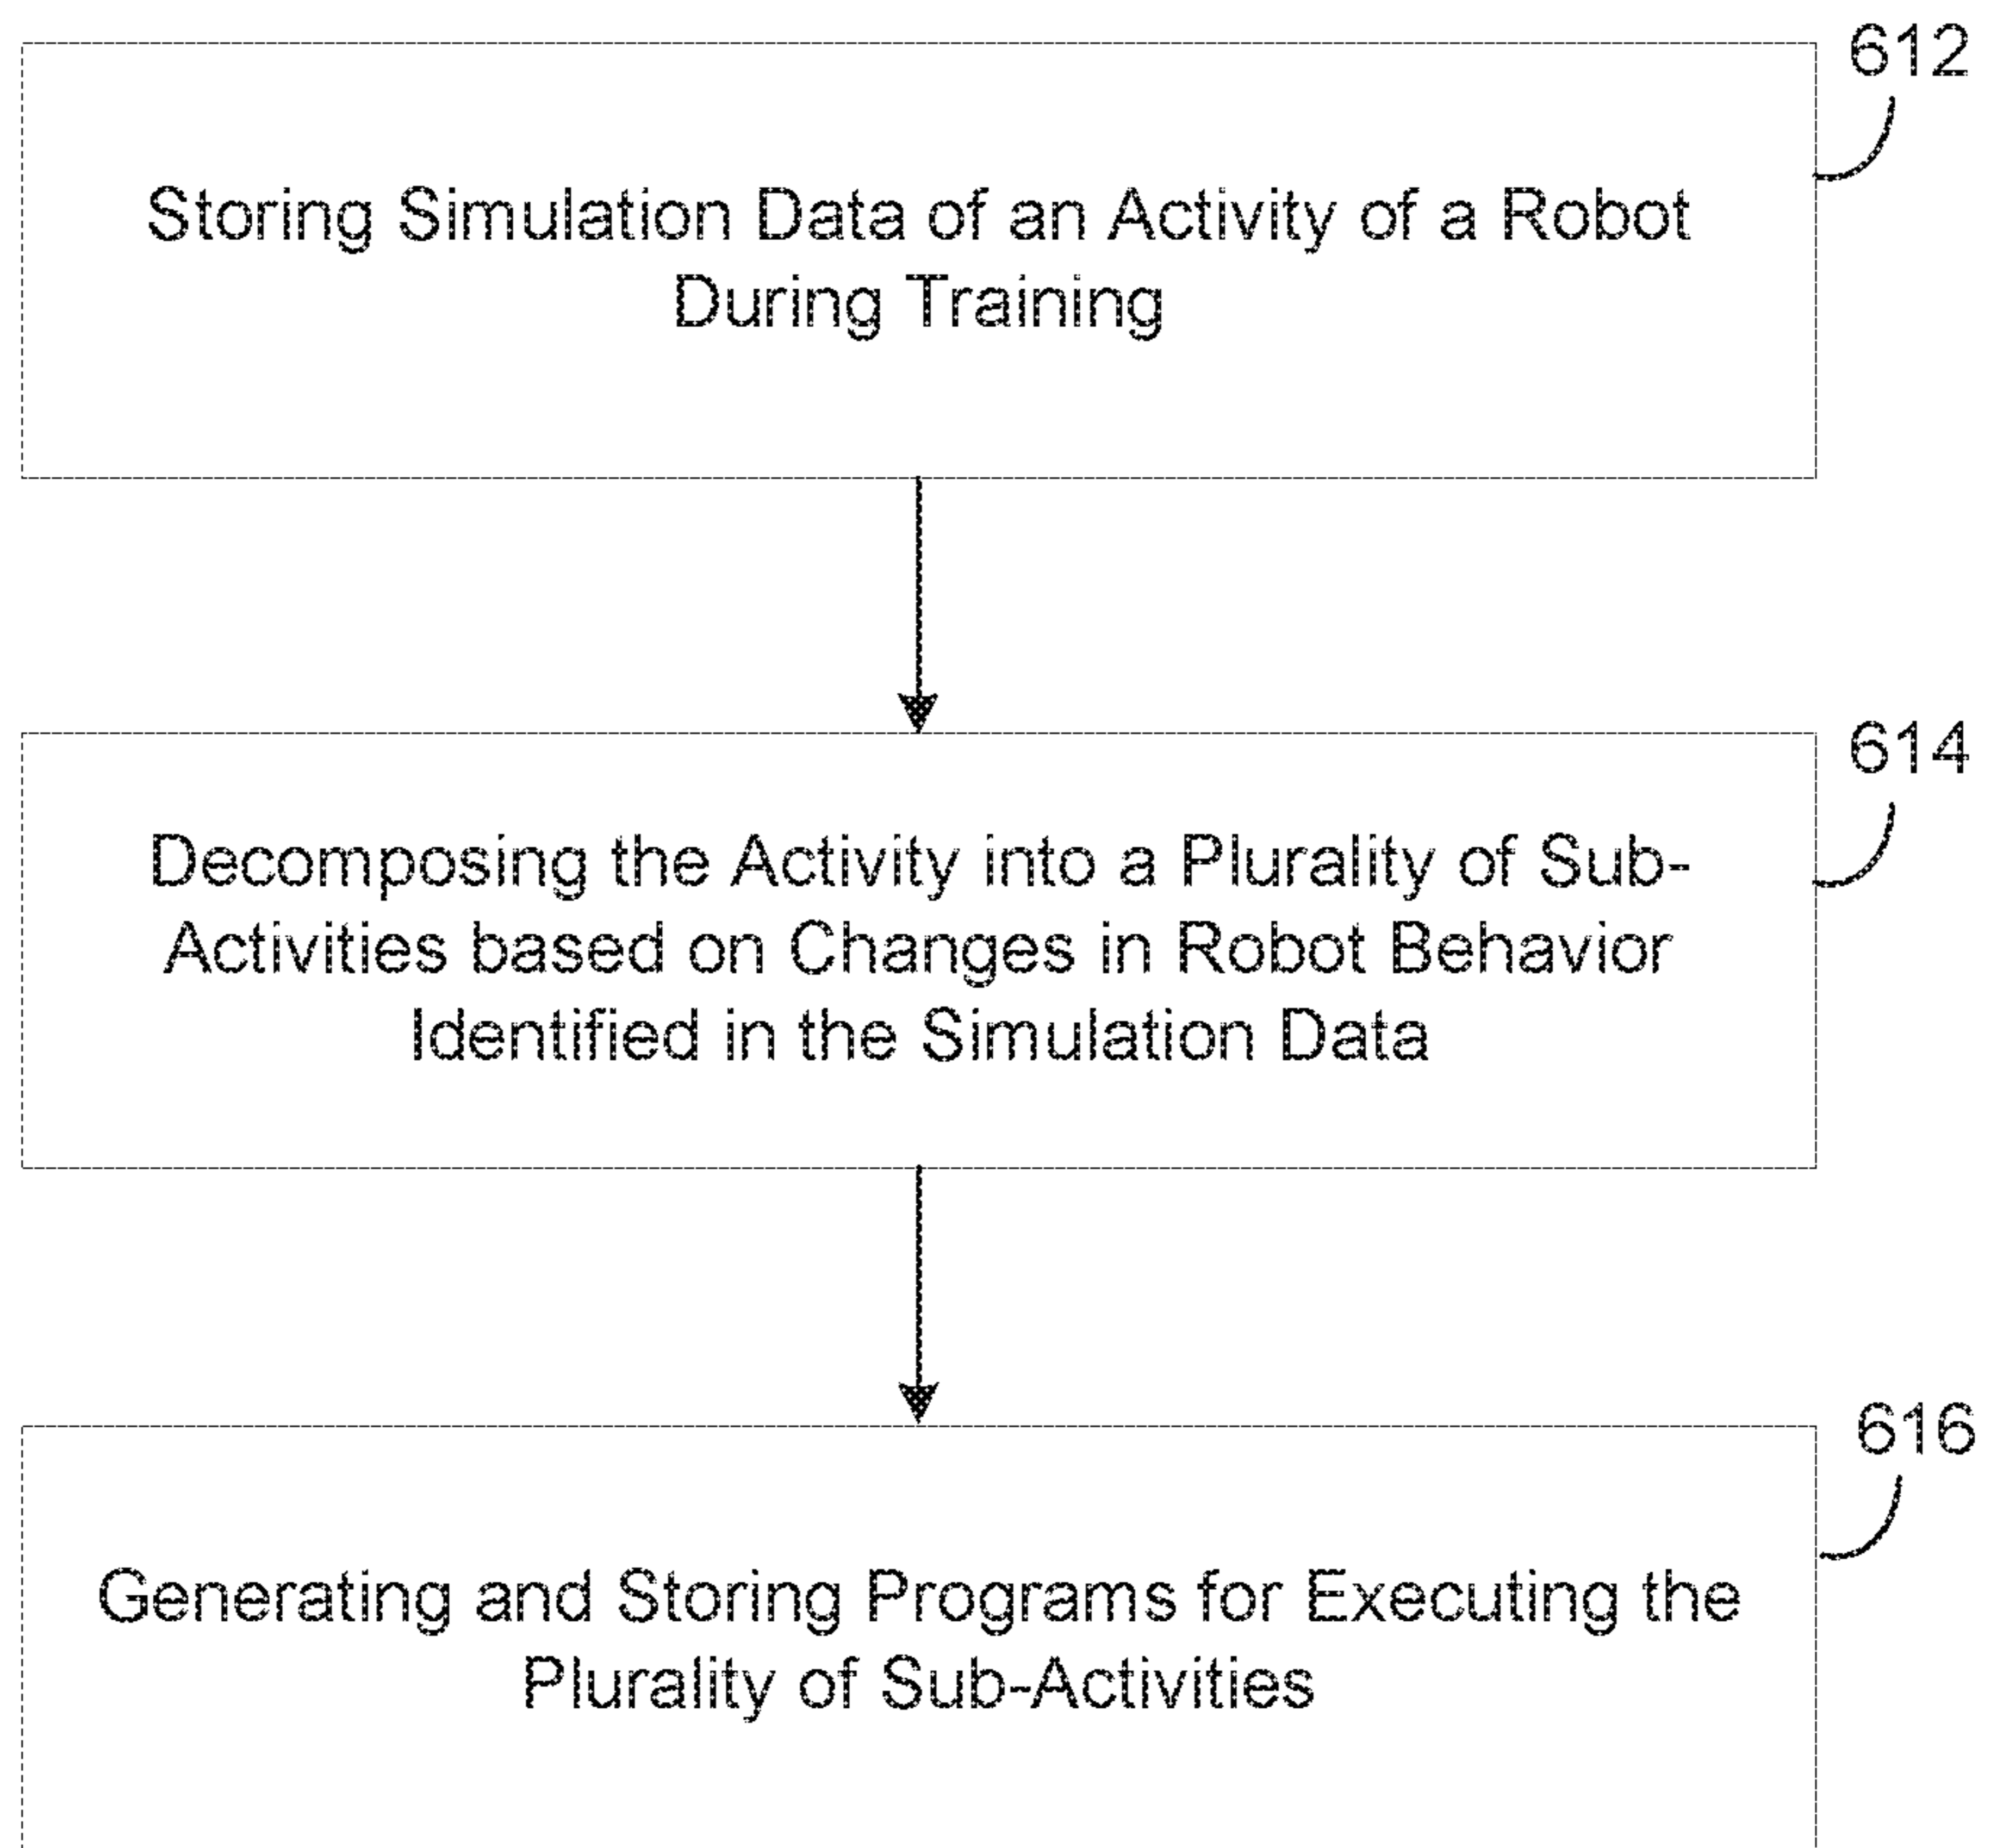 612
Storing Simulation Data of an Activity of a Robot
During Training
614
Decomposing the Activity into a Plurality of Sub-
Activities based on Changes in Robot Behavior
Identified in the Simulation Data
616
Generating and Storing Programs for Executing the
Plurality of Sub-Activities